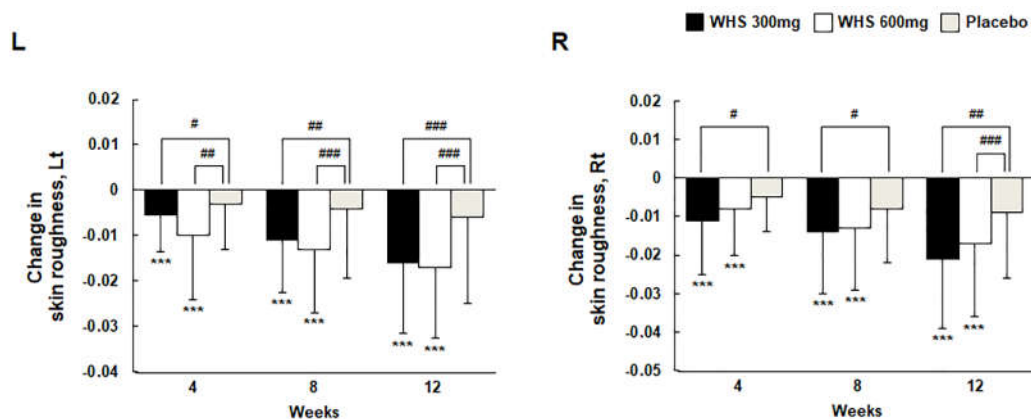 WHS 300mg WHS 600mg Placebo
L
Change in
skin roughness, Lt
0.02
0.01
0
-0.01
-0.02
-0.03
-0.04
# ## ###
## ### ###
*** *** *** *** *** ***
4 8 12
Weeks
R
Change in
skin roughness, Rt
0.02
0.01
0
-0.01
-0.02
-0.03
-0.04
-0.05
# # ##
###
*** *** *** *** *** ***
4 8 12
Weeks